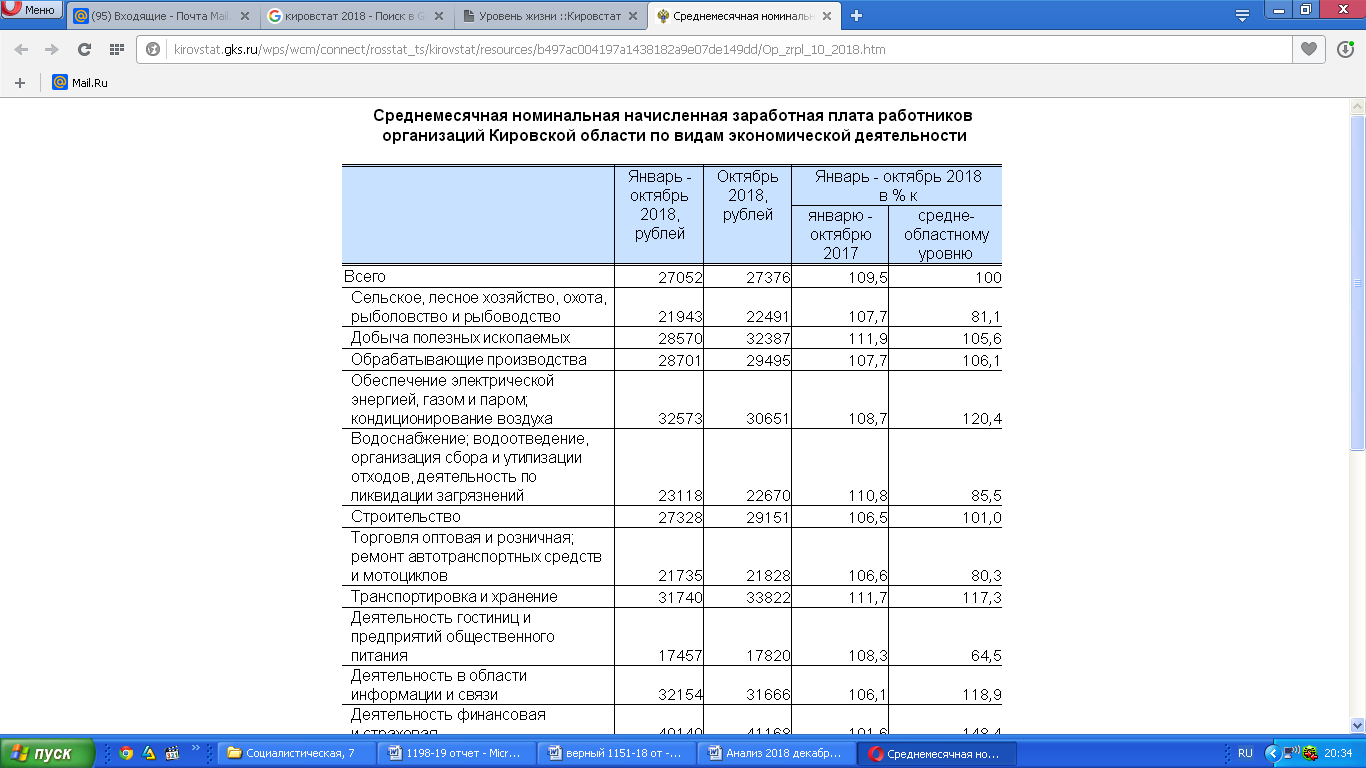 Меню
(95) Входящие - Почта Mail.
кировстат 2018 - Поиск в G
Уровень жизни ::Кировстат
Среднемесячная номинальн
kirovstat.gks.ru/wps/wcm/connect/rosstat_ts/kirovstat/resources/b497ac004197a1438182a9e07de149dd/Op_zrpl_10_2018.htm
Mail.Ru
Среднемесячная номинальная начисленная заработная плата работников
организаций Кировской области по видам экономической деятельности
Январь -
октябрь
2018,
рублей
Октябрь
2018,
рублей
Январь - октябрь 2018
в % к
январю -
октябрю
2017
средне-
областному
уровню
Всего 27052 27376 109,5 100
Сельское, лесное хозяйство, охота,
рыболовство и рыбоводство 21943 22491 107,7 81,1
Добыча полезных ископаемых 28570 32387 111,9 105,6
Обрабатывающие производства 28701 29495 107,7 106,1
Обеспечение электрической
энергией, газом и паром;
кондиционирование воздуха 32573 30651 108,7 120,4
Водоснабжение; водоотведение,
организация сбора и утилизации
отходов, деятельность по
ликвидации загрязнений 23118 22670 110,8 85,5
Строительство 27328 29151 106,5 101,0
Торговля оптовая и розничная;
ремонт автотранспортных средств
и мотоциклов 21735 21828 106,6 80,3
Транспортировка и хранение 31740 33822 111,7 117,3
Деятельность гостиниц и
предприятий общественного
питания 17457 17820 108,3 64,5
Деятельность в области
информации и связи 32154 31666 106,1 118,9
Деятельность финансовая
и страховая 40140 41168 101,6 148,4
пуск
Социалистическая, 7
1198-19 отчет - Micr...
верный 1151-18 от -...
Анализ 2018 декабр...
Среднемесячная но...
RU
20:34